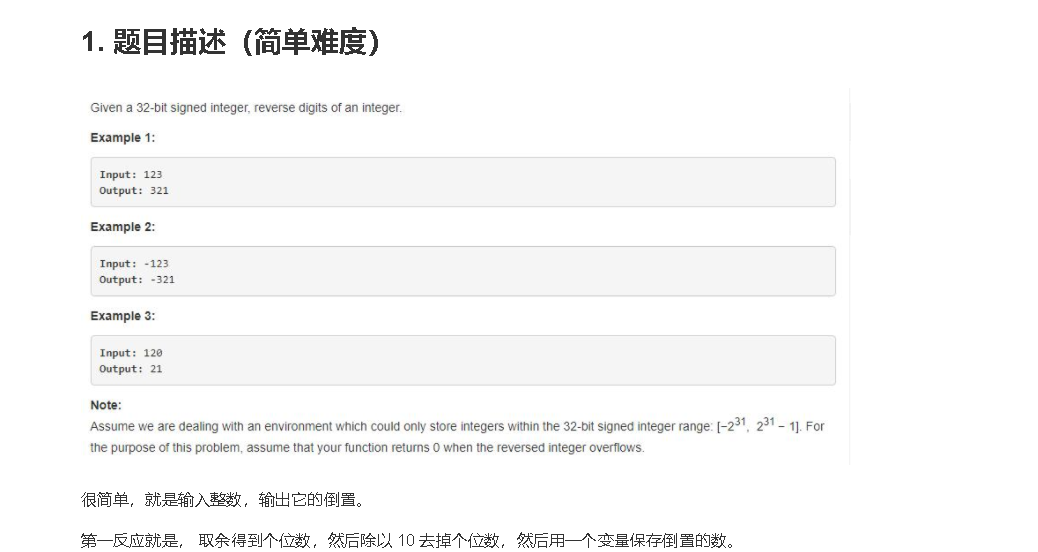 1. 题目描述（简单难度）
Given a 32-bit signed integer, reverse digits of an integer.
Example 1:
Input: 123
Output: 321
Example 2:
Input: -123
Output: -321
Example 3:
Input: 120
Output: 21
Note:
Assume we are dealing with an environment which could only store integers within the 32-bit signed integer range: [−2³¹, 2³¹ − 1]. For
the purpose of this problem, assume that your function returns 0 when the reversed integer overflows.
很简单，就是输入整数，输出它的倒置。
第一反应就是， 取余得到个位数，然后除以 10 去掉个位数，然后用一个变量保存倒置的数。